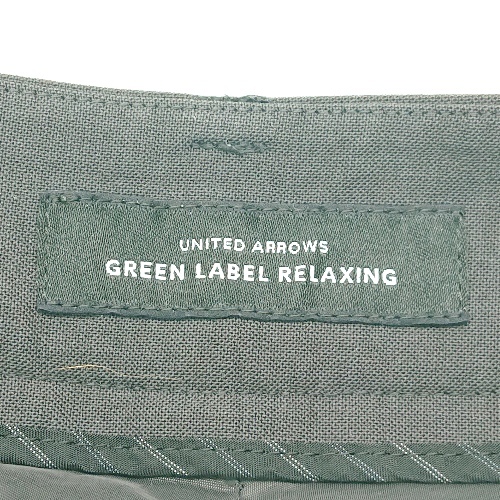 UNITED ARROWS
GREEN LABEL RELAXING